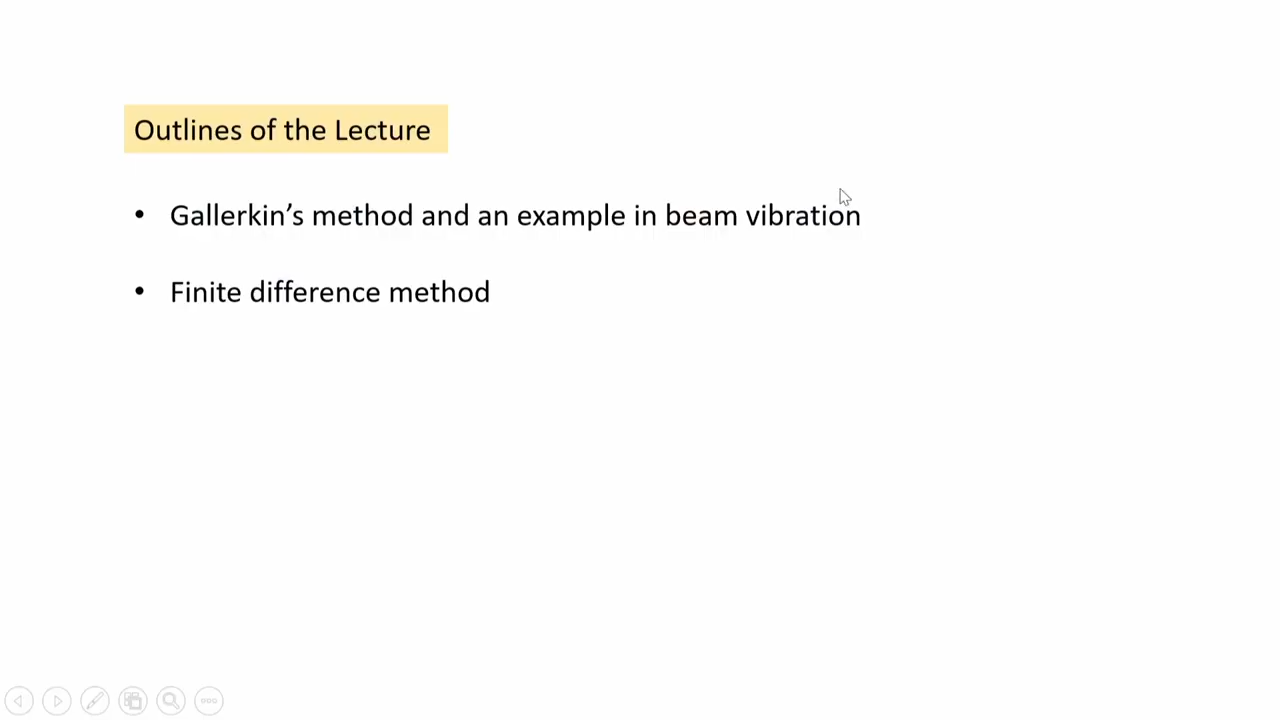 Outlines of the Lecture
• Gallerkin’s method and an example in beam vibration
• Finite difference method